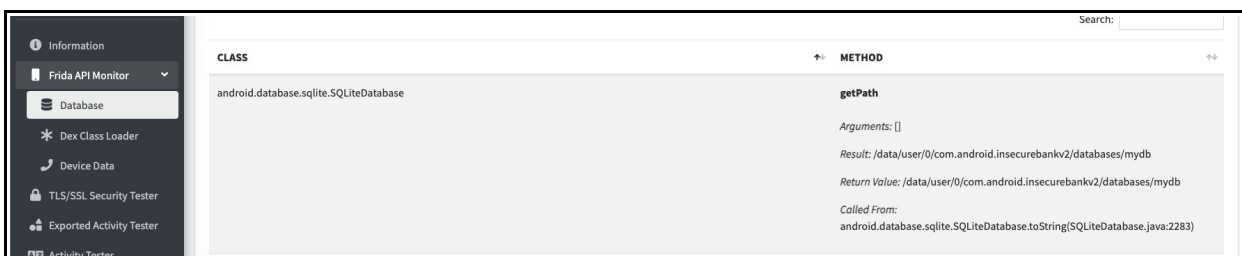 Search:
Information
Frida API Monitor
Database
Dex Class Loader
Device Data
TLS/SSL Security Tester
Exported Activity Tester
Activity Tester
CLASS METHOD
android.database.sqlite.SQLiteDatabase getPath
Arguments: []
Result: /data/user/0/com.android.insecurebankv2/databases/mydb
Return Value: /data/user/0/com.android.insecurebankv2/databases/mydb
Called From:
android.database.sqlite.SQLiteDatabase.toString(SQLiteDatabase.java:2283)